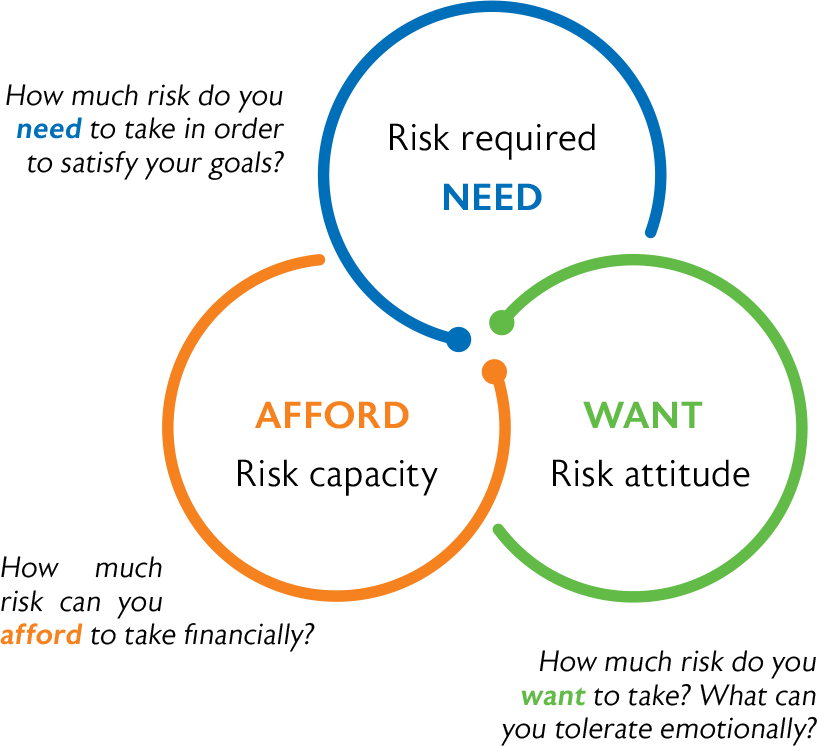 How much risk do you
need to take in order
to satisfy your goals?
Risk required
NEED
AFFORD
Risk capacity
WANT
Risk attitude
How much
risk can you
afford to take financially?
How much risk do you
want to take? What can
you tolerate emotionally?